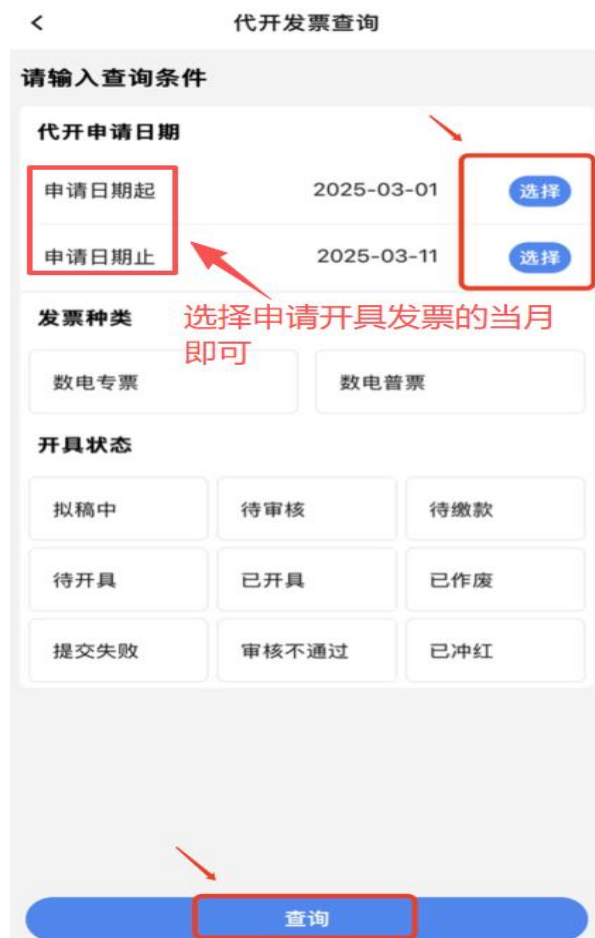 代开发票查询
请输入查询条件
代开申请日期
申请日期起 2025-03-01 选择
申请日期止 2025-03-11 选择
选择申请开具发票的当月
即可
发票种类
数电专票 数电普票
开具状态
拟稿中 待审核 待缴款
待开具 已开具 已作废
提交失败 审核不通过 已冲红
查询